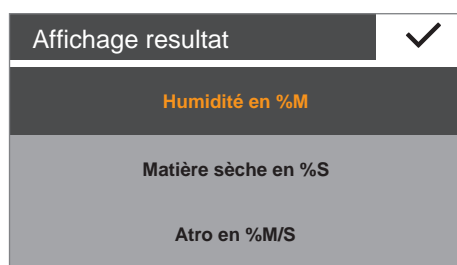 Affichage resultat
Humidité en %M
Matière sèche en %S
Atro en %M/S